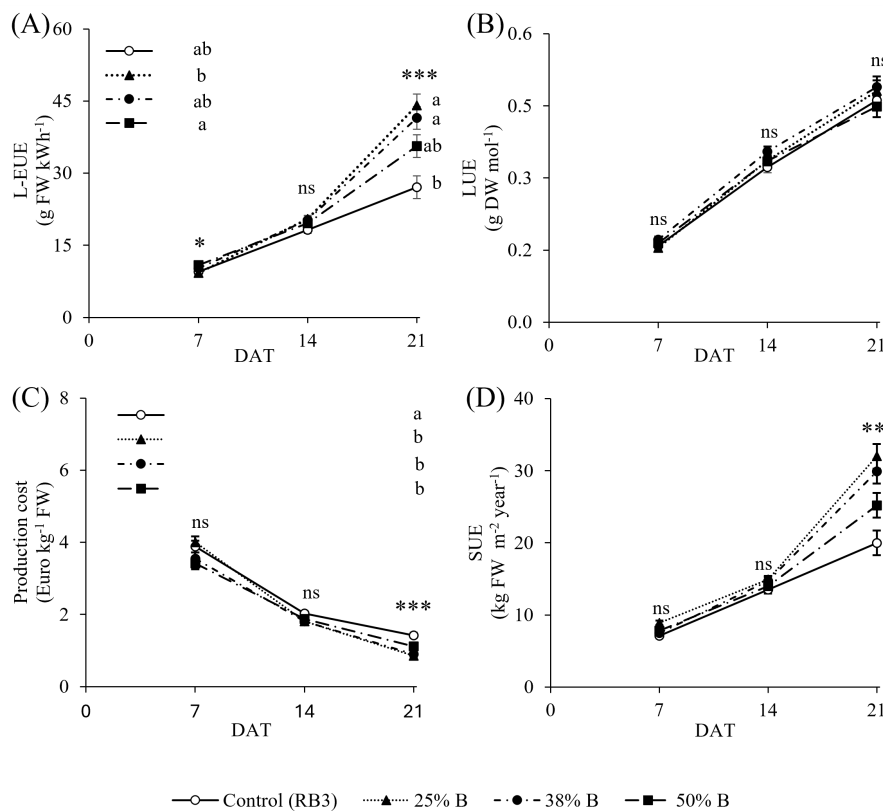 (A)
60
45
30
15
0
L-EUE
(g FW kWh-1)
ab
b
ab
a
*
ns
***
a
a
ab
b
0 7 14 21
DAT
(B)
0.6
0.5
0.3
0.2
0.0
LUE
(g DW mol-1)
ns
ns
ns
0 7 14 21
DAT
(C)
8
6
4
2
0
Production cost
(Euro kg-1 FW)
a
b
b
b
ns
ns
***
0 7 14 21
DAT
(D)
40
30
20
10
0
SUE
(kg FW m-2 year-1)
ns
ns
**
0 7 14 21
DAT
Control (RB3) 25% B 38% B 50% B